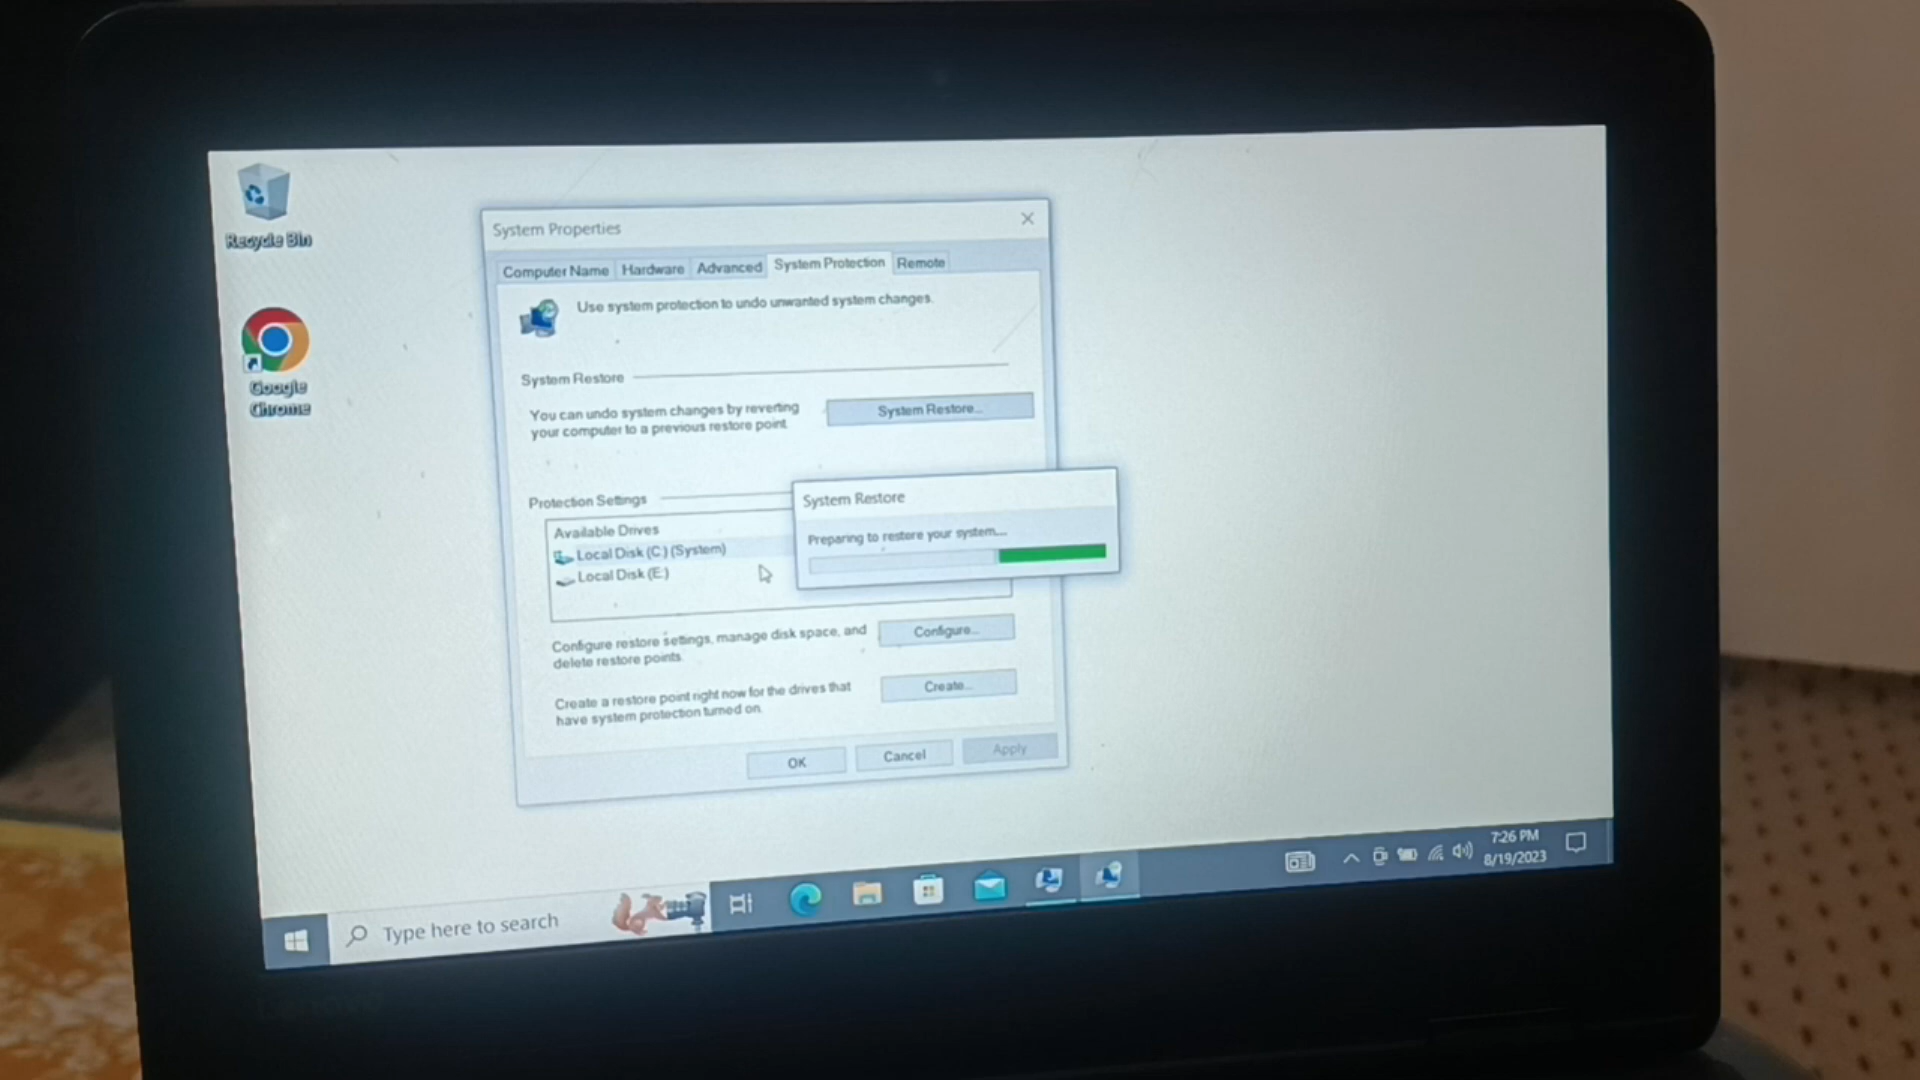 Recycle Bin
Google
Chrome
System Properties
Computer Name
Hardware
Advanced
System Protection
Remote
Use system protection to undo unwanted system changes.
System Restore
You can undo system changes by reverting
your computer to a previous restore point.
System Restore...
Protection Settings
Available Drives
Local Disk (C:) (System)
Local Disk (E:)
System Restore
Preparing to restore your system...
Configure restore settings, manage disk space, and
delete restore points.
Configure...
Create a restore point right now for the drives that
have system protection turned on.
Create...
OK
Cancel
Apply
Type here to search
7:26 PM
8/19/2023